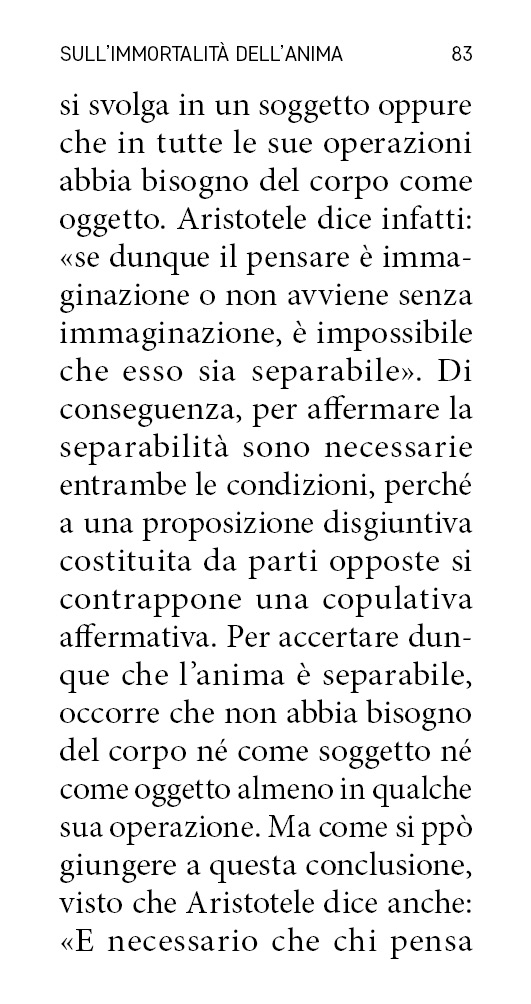 SULL'IMMORTALITÀ DELL'ANIMA 83
si svolga in un soggetto oppure
che in tutte le sue operazioni
abbia bisogno del corpo come
oggetto. Aristotele dice infatti:
«se dunque il pensare è imma-
ginazione o non avviene senza
immaginazione, è impossibile
che esso sia separabile». Di
conseguenza, per affermare la
separabilità sono necessarie
entrambe le condizioni, perché
a una proposizione disgiuntiva
costituita da parti opposte si
contrappone una copulativa
affermativa. Per accertare dun-
que che l'anima è separabile,
occorre che non abbia bisogno
del corpo né come soggetto né
come oggetto almeno in qualche
sua operazione. Ma come si ppò
giungere a questa conclusione,
visto che Aristotele dice anche:
«E necessario che chi pensa